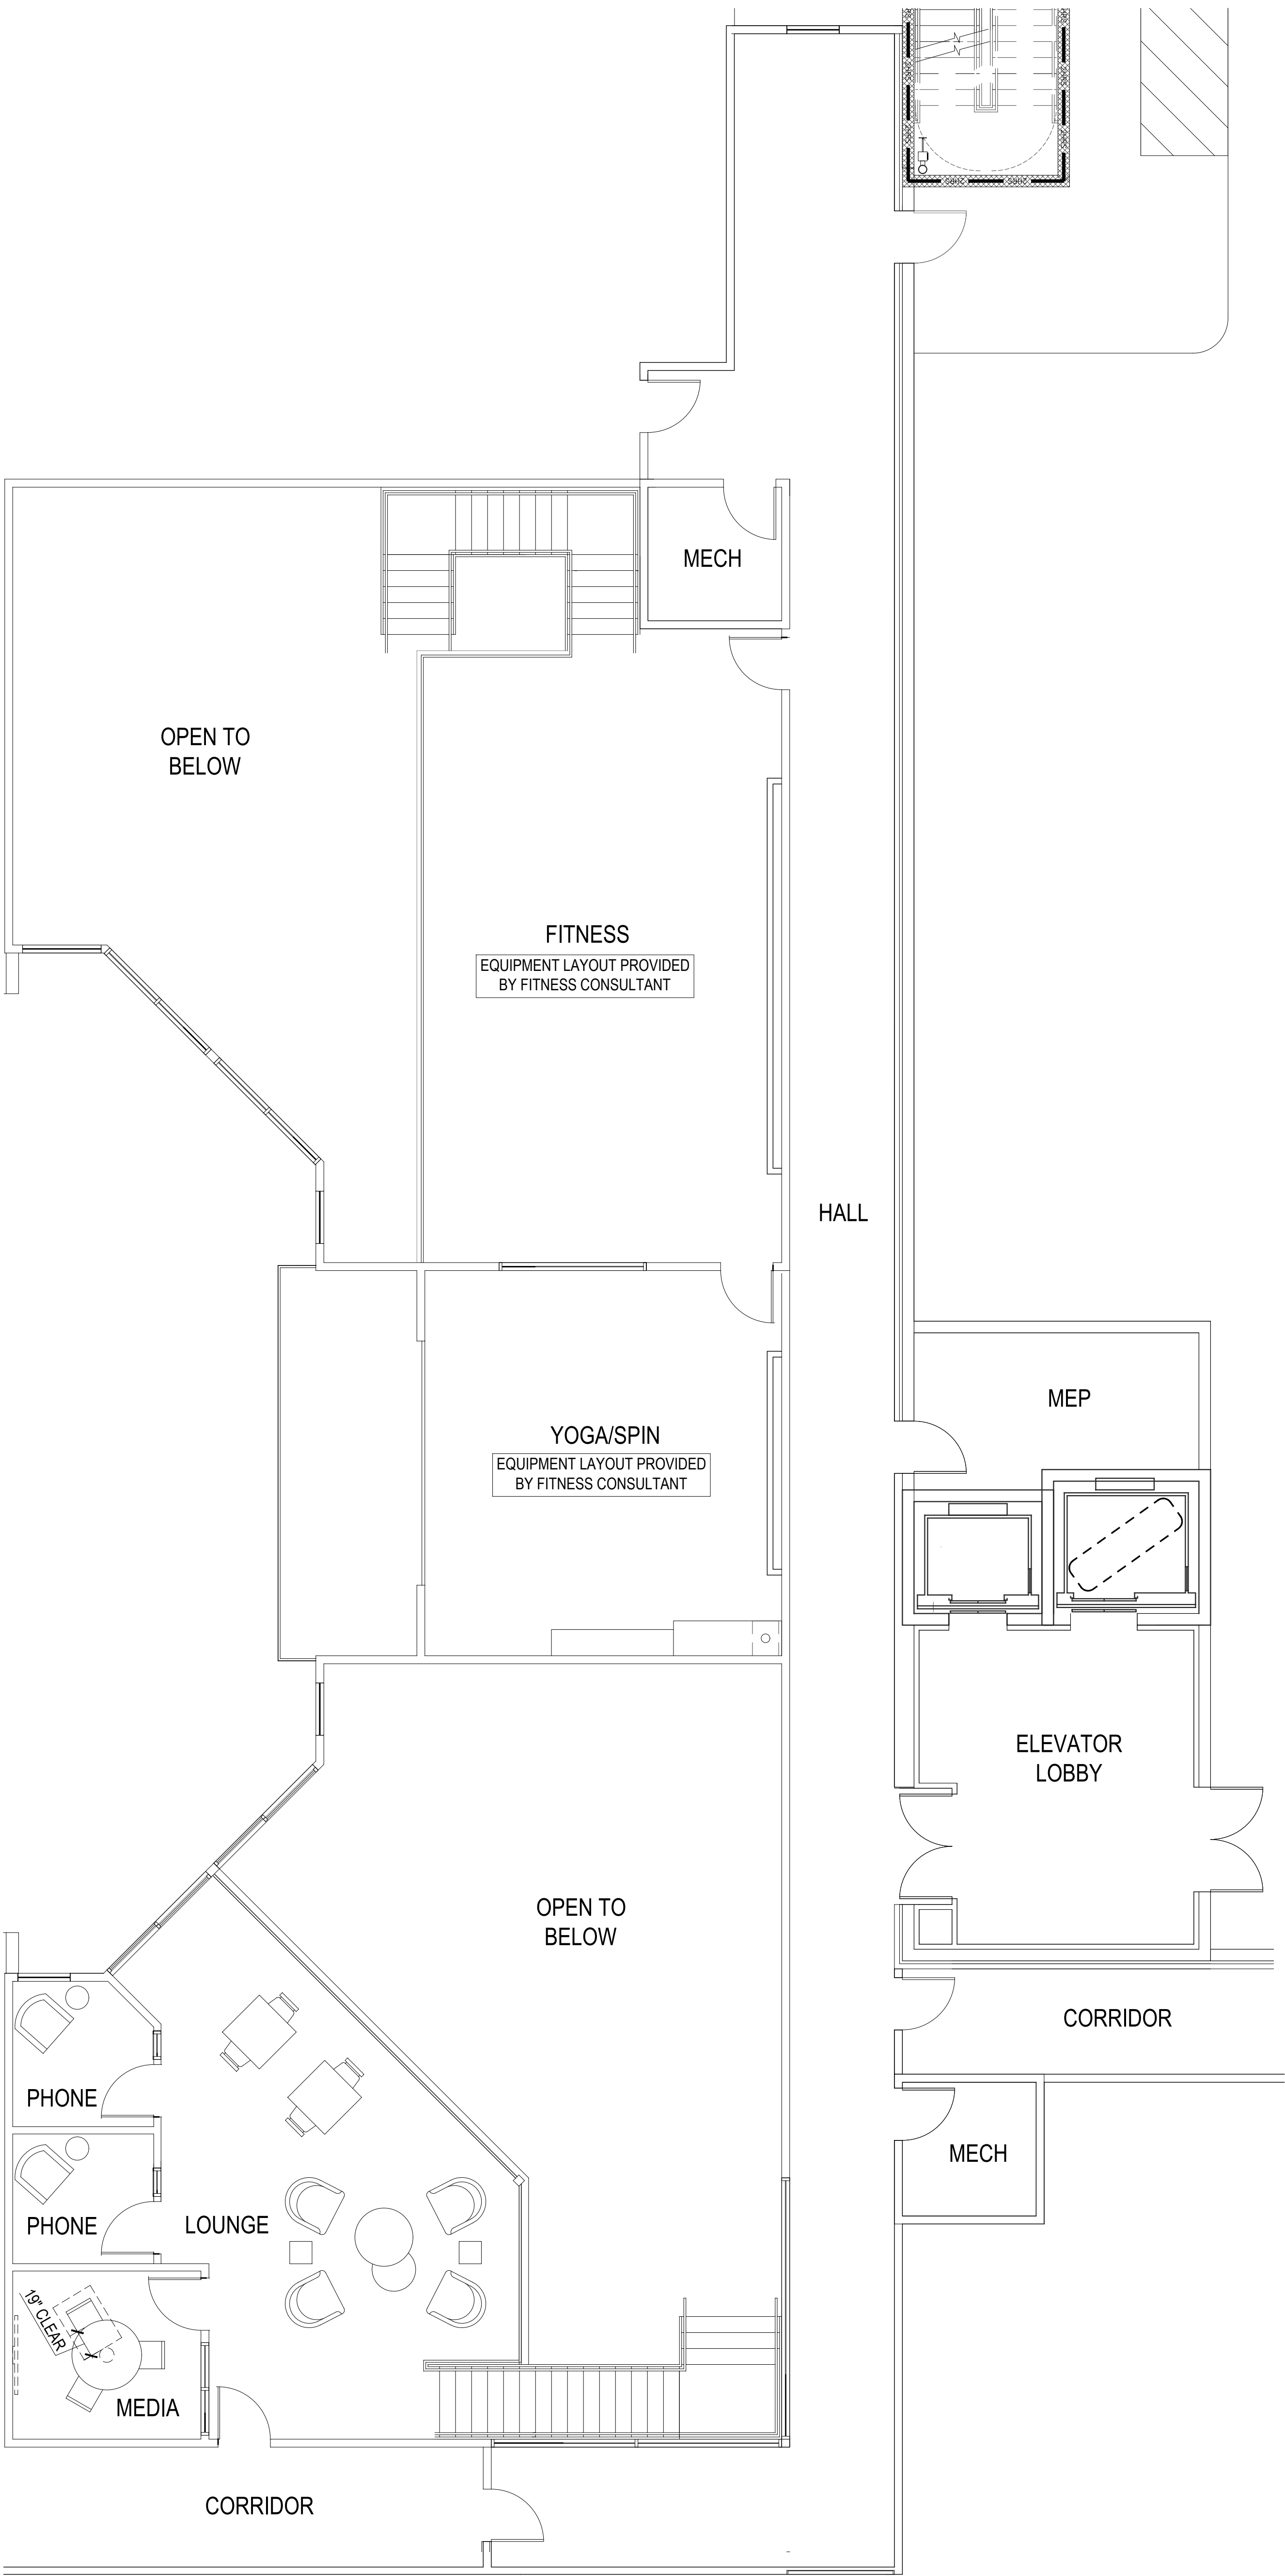 MECH
OPEN TO
BELOW
FITNESS
EQUIPMENT LAYOUT PROVIDED
BY FITNESS CONSULTANT
HALL
MEP
YOGA/SPIN
EQUIPMENT LAYOUT PROVIDED
BY FITNESS CONSULTANT
ELEVATOR
LOBBY
OPEN TO
BELOW
CORRIDOR
PHONE
MECH
PHONE
LOUNGE
19" CLEAR
MEDIA
CORRIDOR